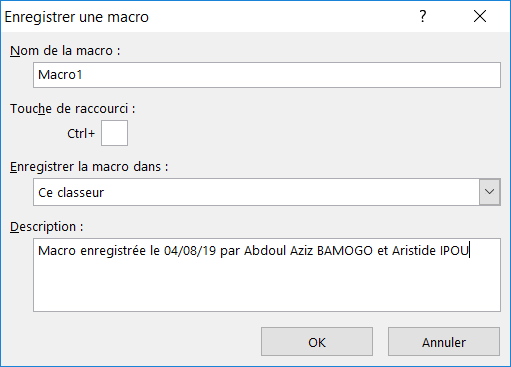 Enregistrer une macro
Nom de la macro :
Macro1
Touche de raccourci :
Ctrl+
Enregistrer la macro dans :
Ce classeur
Description :
Macro enregistrée le 04/08/19 par Abdoul Aziz BAMOGO et Aristide IPOU
OK Annuler